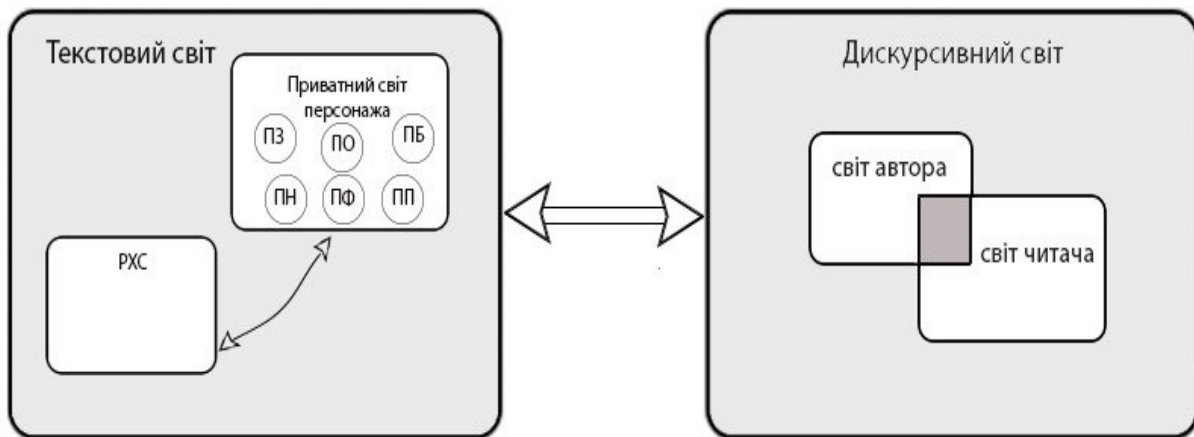 Текстовий світ
Приватний світ
персонажа
ПЗ
ПО
ПБ
ПН
ПФ
ПП
РХС
Дискурсивний світ
світ автора
світ читача